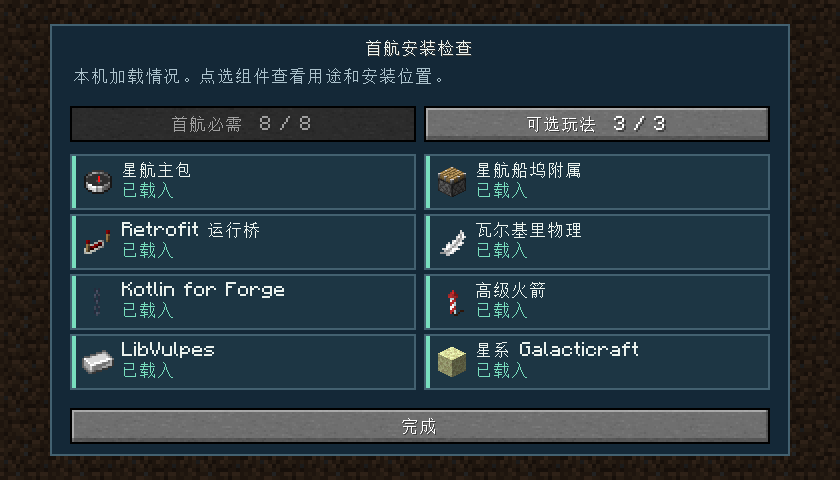 首航安装检查
本机加载情况。点选组件查看用途和安装位置。
首航必需 8 / 8
可选玩法 3 / 3
星航主包
已载入
星航船坞附属
已载入
Retrofit 运行桥
已载入
瓦尔基里物理
已载入
Kotlin for Forge
已载入
高级火箭
已载入
LibVulpes
已载入
星系 Galacticraft
已载入
完成